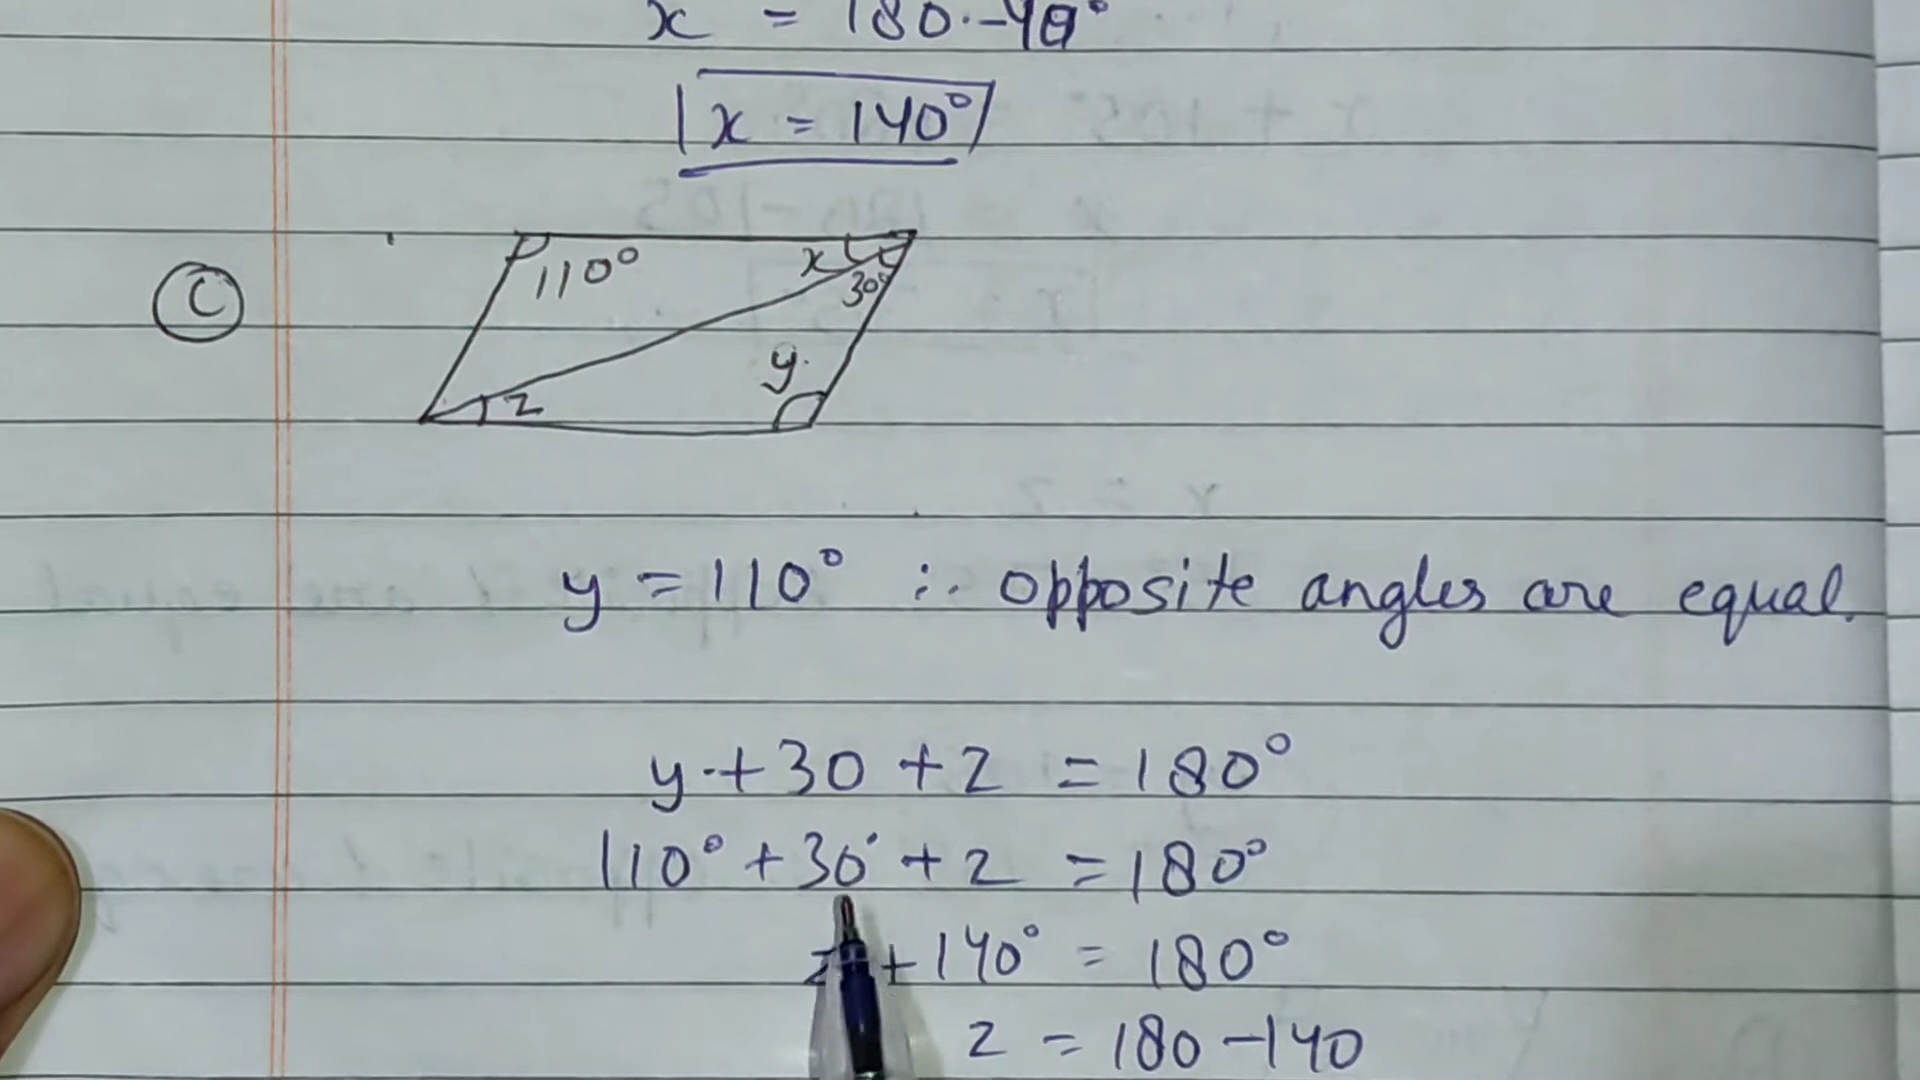 x = 180 - 40°
x = 140°
C
110° x
30°
y
z
y = 110° ∴ opposite angles are equal.
y + 30 + z = 180°
110° + 30° + z = 180°
z + 140° = 180°
z = 180 - 140